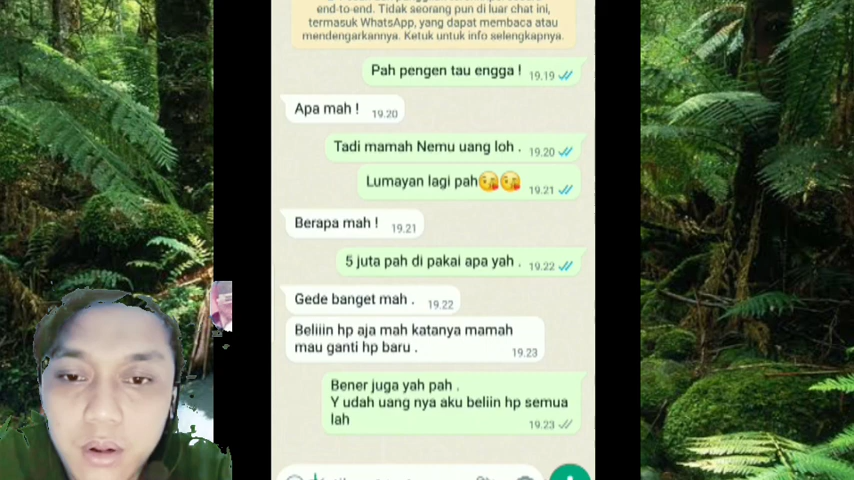 end-to-end. Tidak seorang pun di luar chat ini,
termasuk WhatsApp, yang dapat membaca atau
mendengarkannya. Ketuk untuk info selengkapnya.
Pah pengen tau engga ! 19.19
Apa mah ! 19.20
Tadi mamah Nemu uang loh . 19.20
Lumayan lagi pah😘😘 19.21
Berapa mah ! 19.21
5 juta pah di pakai apa yah . 19.22
Gede banget mah . 19.22
Beliiin hp aja mah katanya mamah
mau ganti hp baru . 19.23
Bener juga yah pah .
Y udah uang nya aku beliin hp semua
lah 19.23